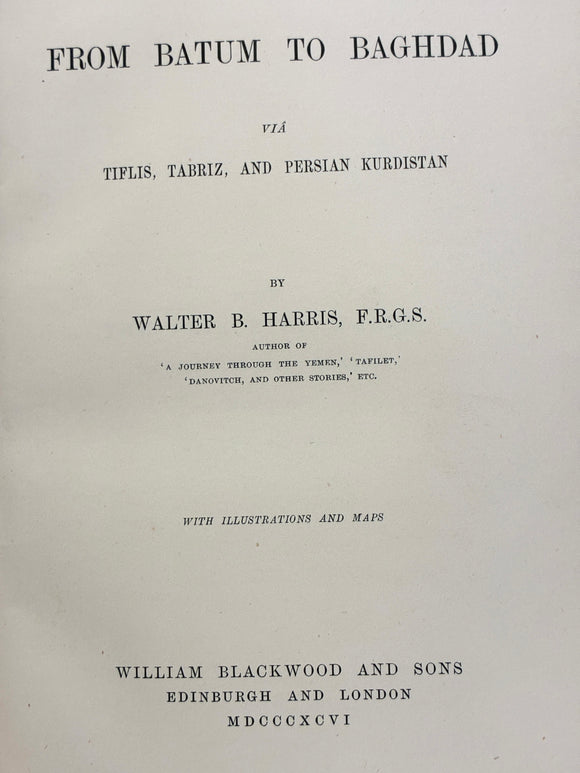 FROM BATUM TO BAGHDAD
VIÂ
TIFLIS, TABRIZ, AND PERSIAN KURDISTAN
BY
WALTER B. HARRIS, F.R.G.S.
AUTHOR OF
‘A JOURNEY THROUGH THE YEMEN,’ ‘TAFILET,’
‘DANOVITCH, AND OTHER STORIES,’ ETC.
WITH ILLUSTRATIONS AND MAPS
WILLIAM BLACKWOOD AND SONS
EDINBURGH AND LONDON
MDCCCXCVI